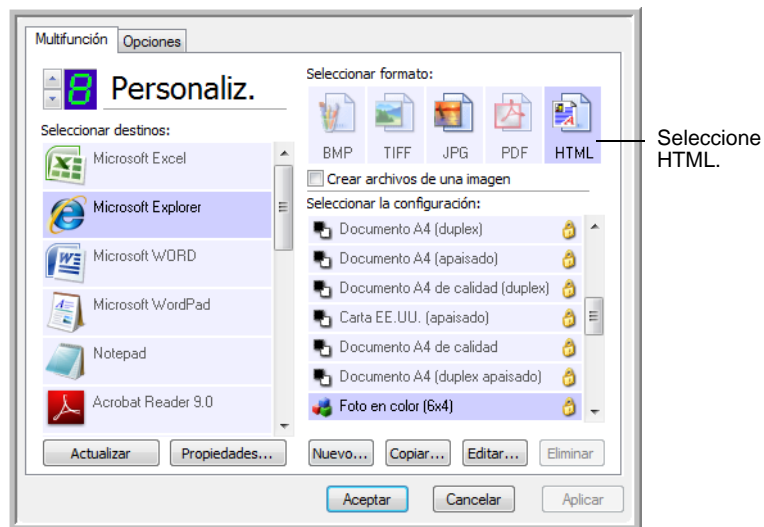 Multifunción
Opciones
8
Personaliz.
Seleccionar destinos:
Microsoft Excel
Microsoft Explorer
Microsoft WORD
Microsoft WordPad
Notepad
Acrobat Reader 9.0
Actualizar
Propiedades...
Seleccionar formato:
BMP
TIFF
JPG
PDF
HTML
Crear archivos de una imagen
Seleccionar la configuración:
Documento A4 (duplex)
Documento A4 (apaisado)
Documento A4 de calidad (duplex)
Carta EE.UU. (apaisado)
Documento A4 de calidad
Documento A4 (duplex apaisado)
Foto en color (6x4)
Nuevo...
Copiar...
Editar...
Eliminar
Aceptar
Cancelar
Aplicar
Seleccione
HTML.